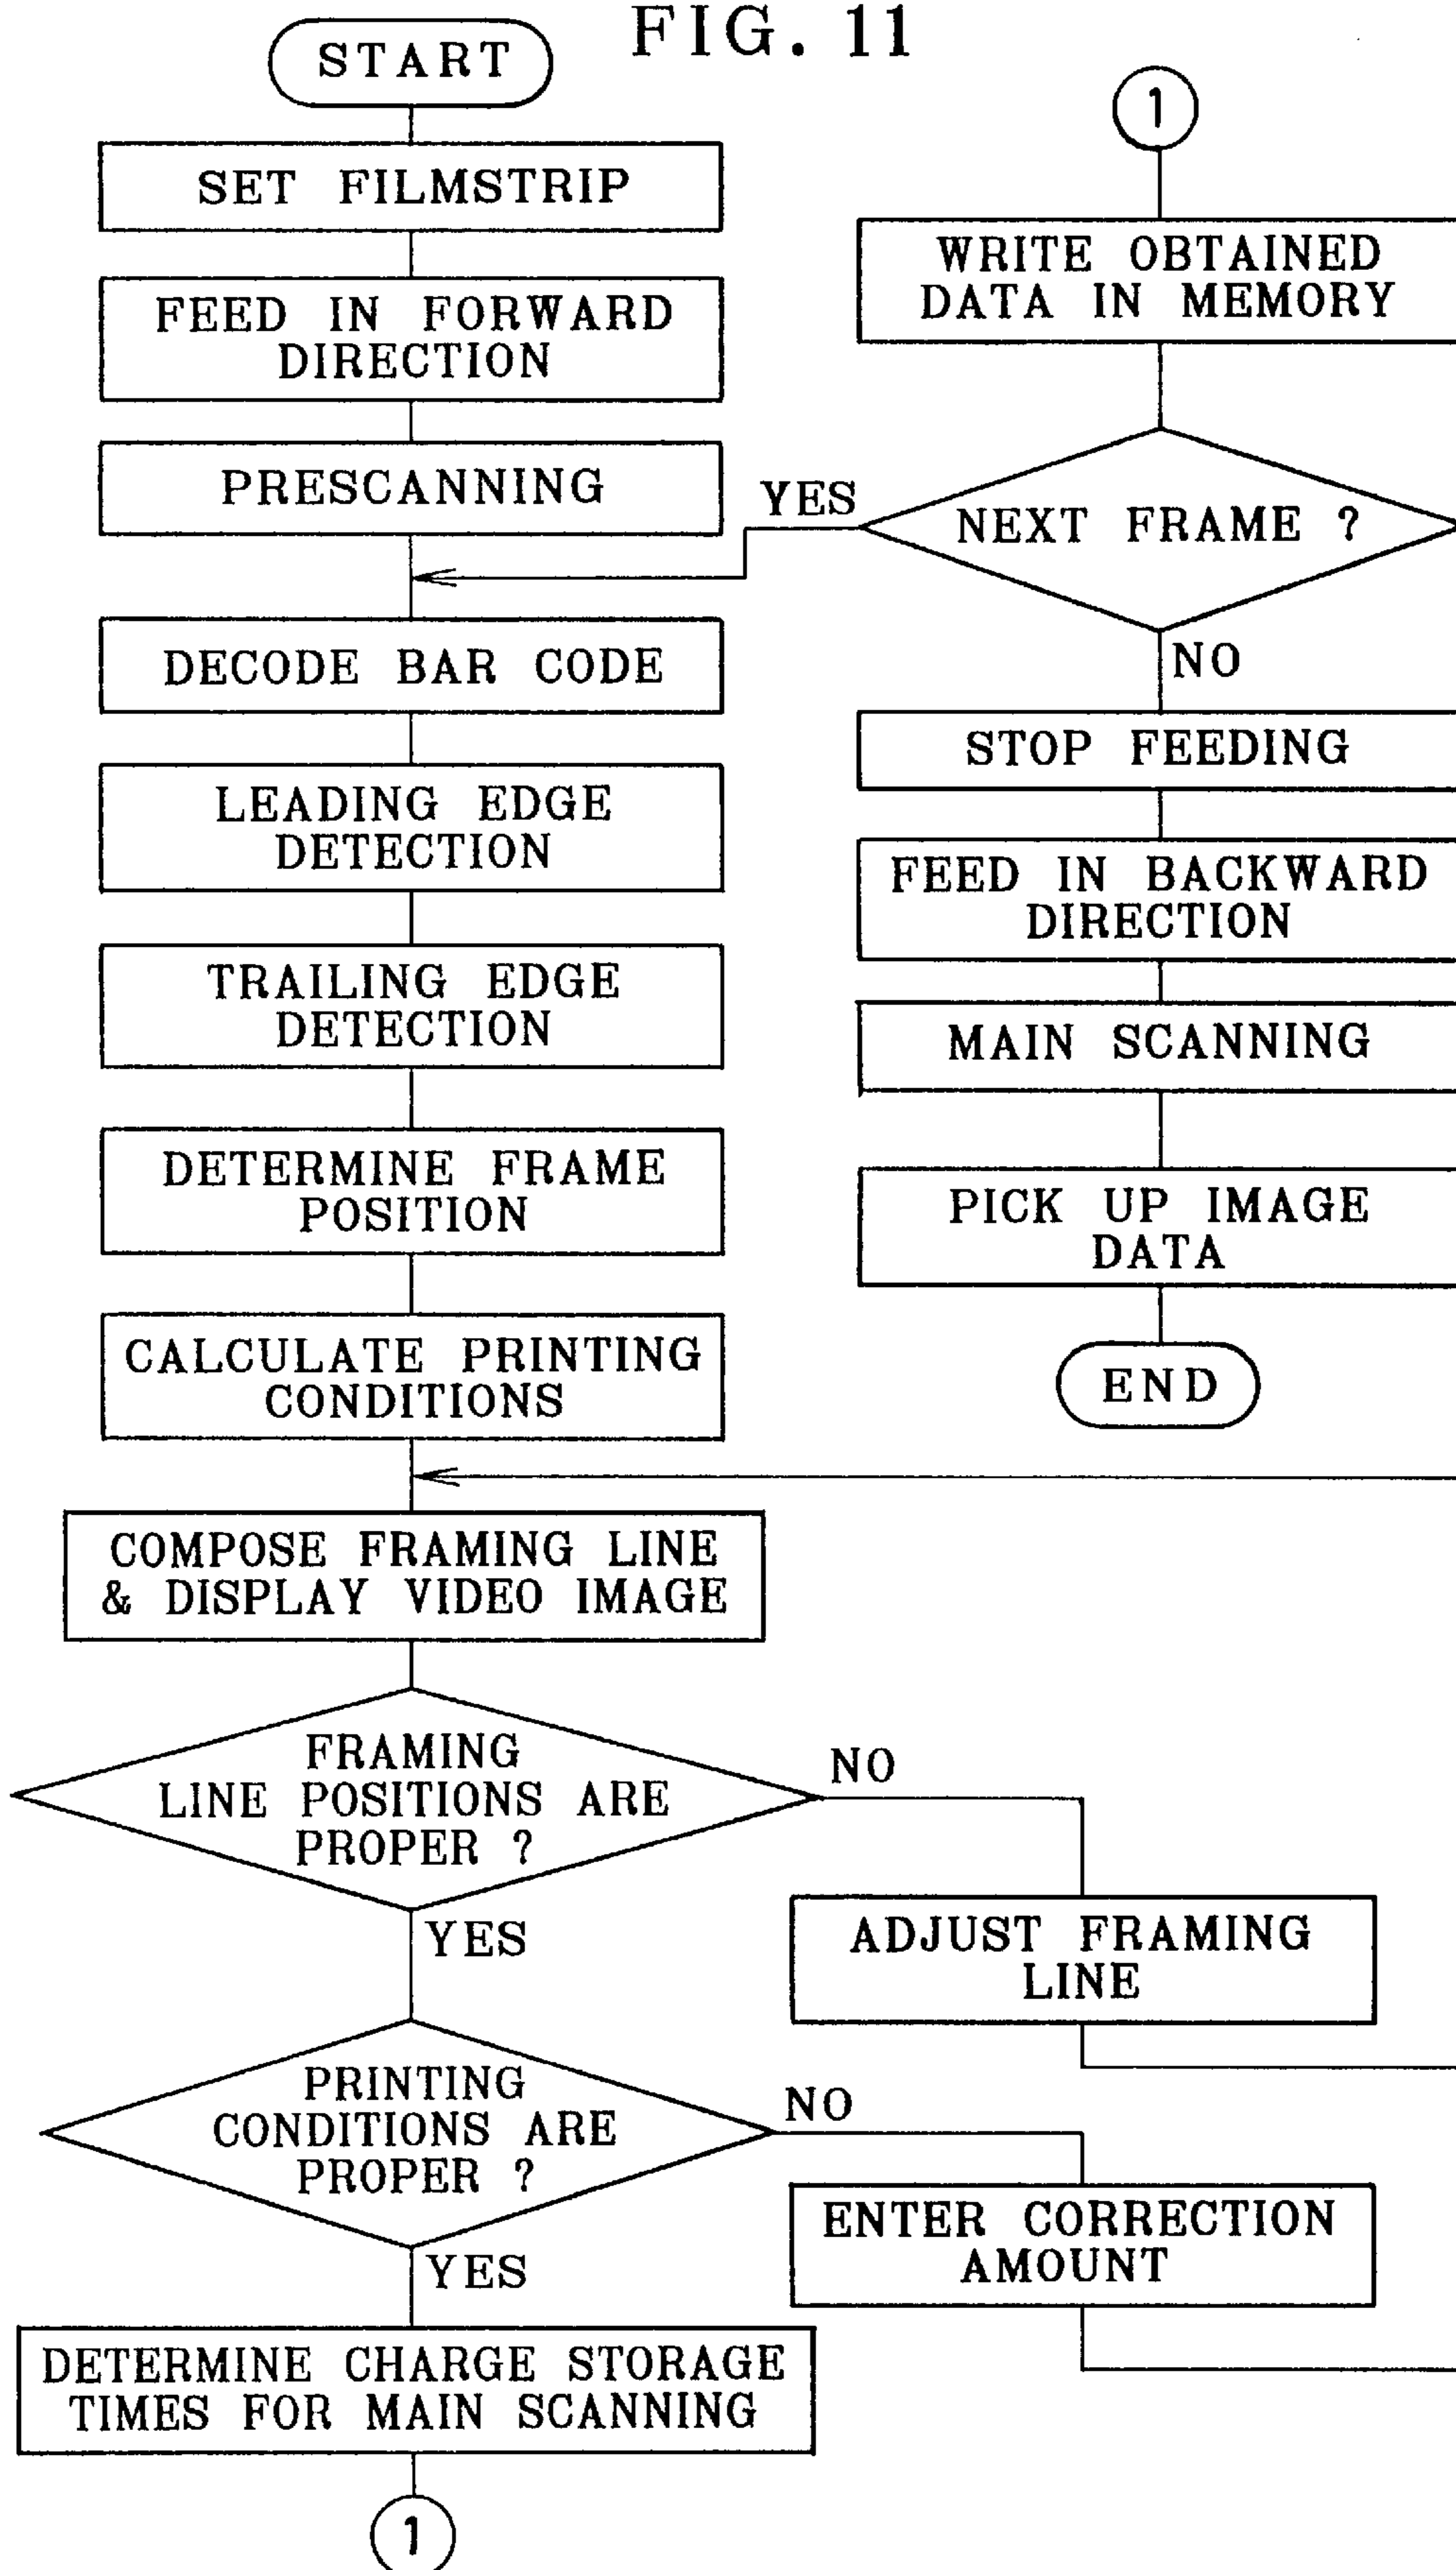 FIG. 11
START
SET FILMSTRIP
FEED IN FORWARD
DIRECTION
PRESCANNING
DECODE BAR CODE
LEADING EDGE
DETECTION
TRAILING EDGE
DETECTION
DETERMINE FRAME
POSITION
CALCULATE PRINTING
CONDITIONS
COMPOSE FRAMING LINE
& DISPLAY VIDEO IMAGE
FRAMING
LINE POSITIONS ARE
PROPER ?
NO
ADJUST FRAMING
LINE
YES
PRINTING
CONDITIONS ARE
PROPER ?
NO
ENTER CORRECTION
AMOUNT
YES
DETERMINE CHARGE STORAGE
TIMES FOR MAIN SCANNING
1
1
WRITE OBTAINED
DATA IN MEMORY
NEXT FRAME ?
YES
NO
STOP FEEDING
FEED IN BACKWARD
DIRECTION
MAIN SCANNING
PICK UP IMAGE
DATA
END